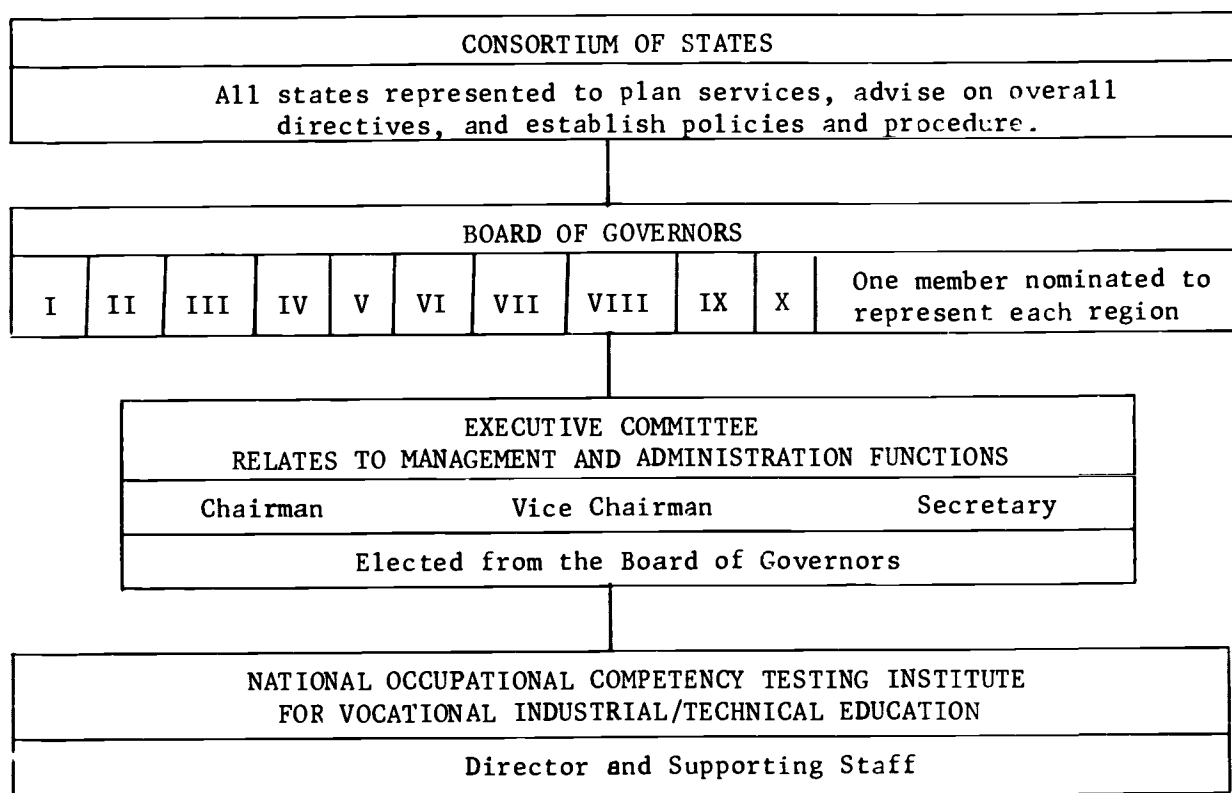 CONSORTIUM OF STATES
All states represented to plan services, advise on overall
directives, and establish policies and procedure.
BOARD OF GOVERNORS
I II III IV V VI VII VIII IX X
One member nominated to
represent each region
EXECUTIVE COMMITTEE
RELATES TO MANAGEMENT AND ADMINISTRATION FUNCTIONS
Chairman Vice Chairman Secretary
Elected from the Board of Governors
NATIONAL OCCUPATIONAL COMPETENCY TESTING INSTITUTE
FOR VOCATIONAL INDUSTRIAL/TECHNICAL EDUCATION
Director and Supporting Staff